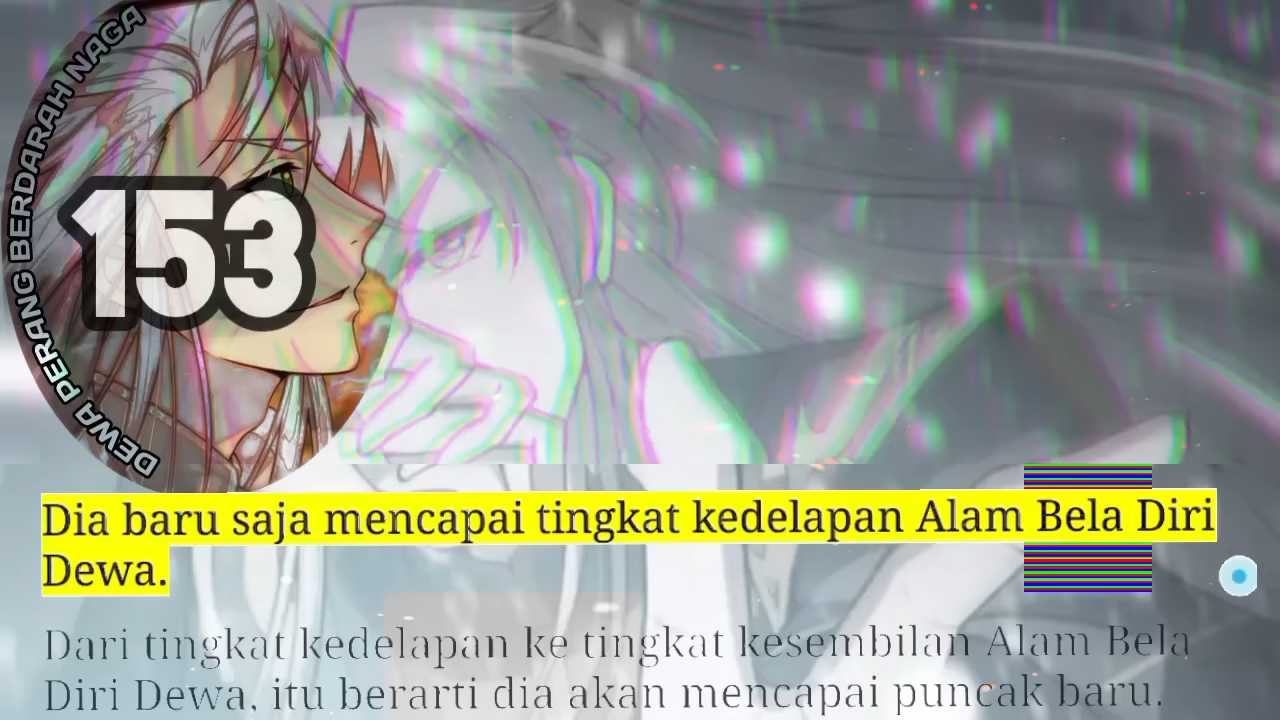 DEWA PERANG BERDARAH NAGA
153
Dia baru saja mencapai tingkat kedelapan Alam Bela Diri
Dewa.
Dari tingkat kedelapan ke tingkat kesembilan Alam Bela
Diri Dewa, itu berarti dia akan mencapai puncak baru.